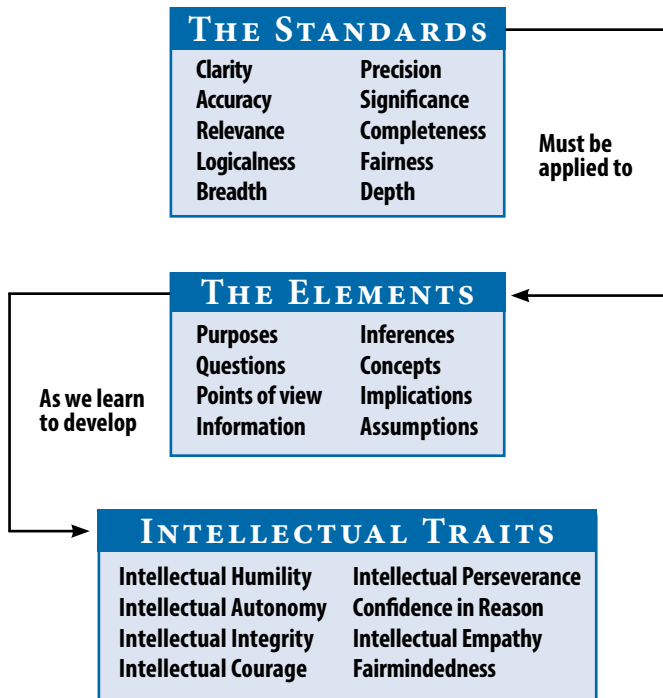 THE STANDARDS
Clarity Precision
Accuracy Significance
Relevance Completeness
Logicalness Fairness
Breadth Depth
Must be
applied to
THE ELEMENTS
Purposes Inferences
Questions Concepts
Points of view Implications
Information Assumptions
As we learn
to develop
INTELLECTUAL TRAITS
Intellectual Humility Intellectual Perseverance
Intellectual Autonomy Confidence in Reason
Intellectual Integrity Intellectual Empathy
Intellectual Courage Fairmindedness